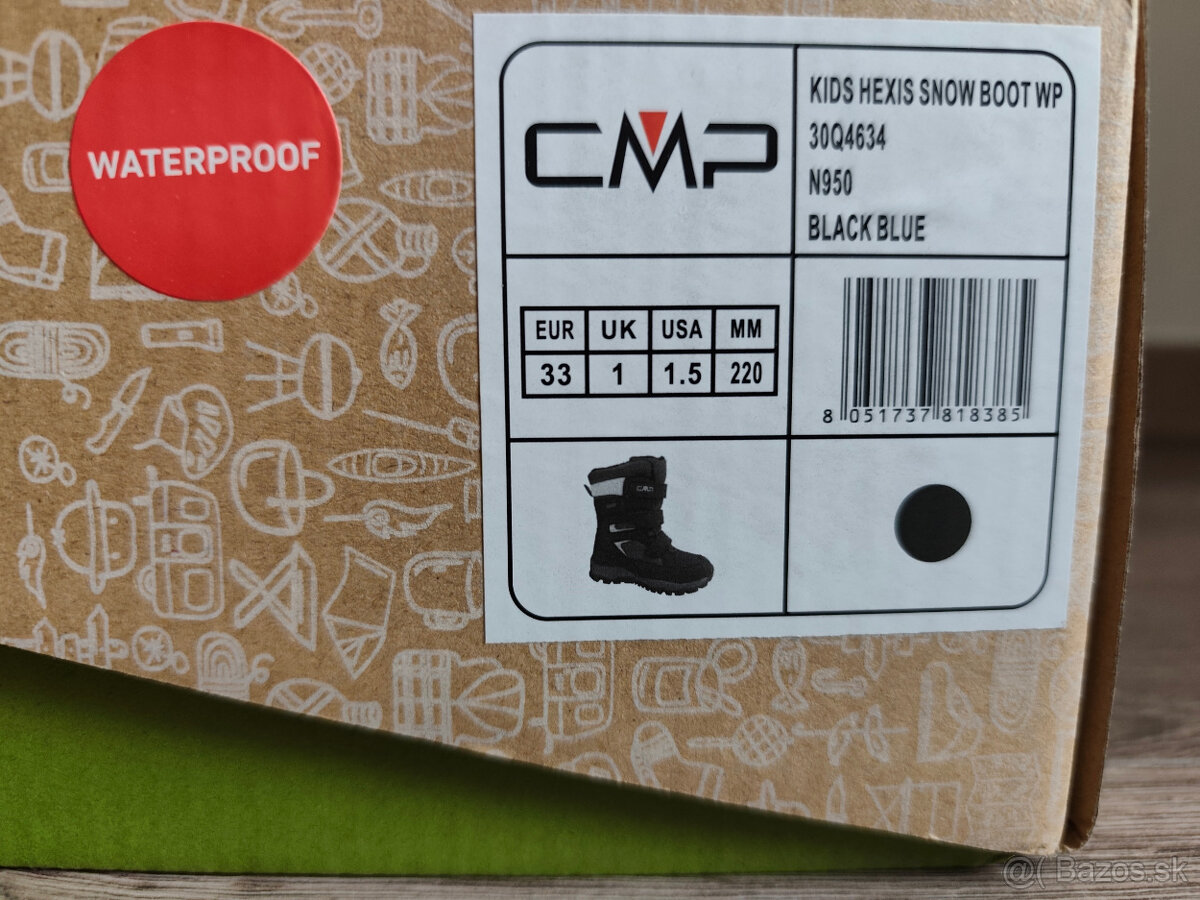 WATERPROOF
CMP
KIDS HEXIS SNOW BOOT WP
30Q4634
N950
BLACK BLUE
EUR UK USA MM
33 1 1.5 220
8 051737 818385
CMP
@( Bazos.sk